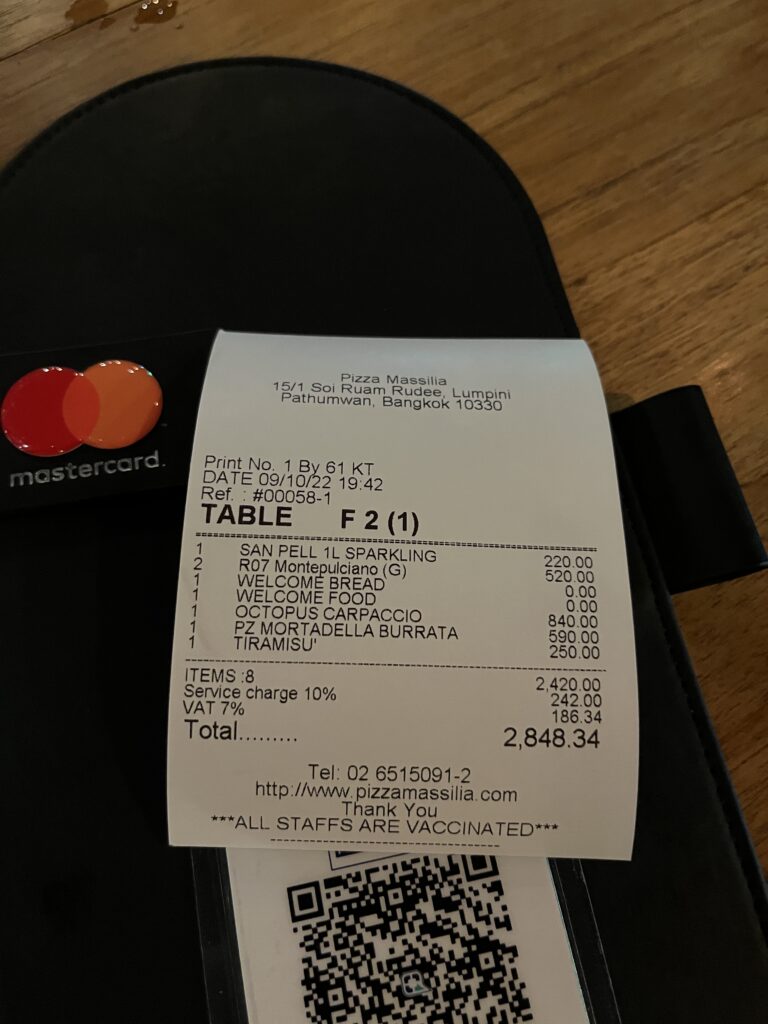 mastercard.
Pizza Massilia
15/1 Soi Ruam Rudee, Lumpini
Pathumwan, Bangkok 10330
Print No. 1 By 61 KT
DATE 09/10/22 19:42
Ref. : #00058-1
TABLE F 2 (1)
1 SAN PELL 1L SPARKLING 220.00
2 R07 Montepulciano (G) 520.00
1 WELCOME BREAD 0.00
1 WELCOME FOOD 0.00
1 OCTOPUS CARPACCIO 840.00
1 PZ MORTADELLA BURRATA 590.00
1 TIRAMISU' 250.00
ITEMS :8 2,420.00
Service charge 10% 242.00
VAT 7% 186.34
Total......... 2,848.34
Tel: 02 6515091-2
http://www.pizzamassilia.com
Thank You
***ALL STAFFS ARE VACCINATED***